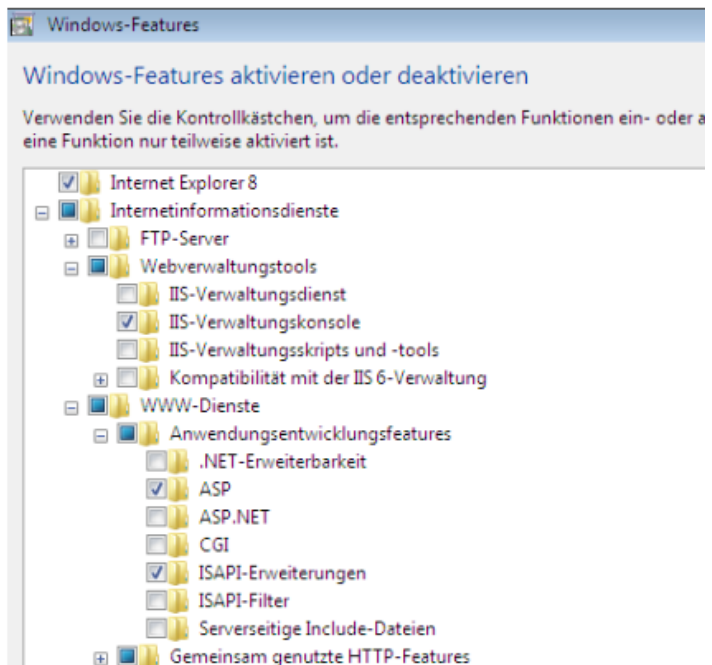 Windows-Features
Windows-Features aktivieren oder deaktivieren
Verwenden Sie die Kontrollkästchen, um die entsprechenden Funktionen ein- oder a
eine Funktion nur teilweise aktiviert ist.
Internet Explorer 8
Internetinformationsdienste
FTP-Server
Webverwaltungstools
IIS-Verwaltungsdienst
IIS-Verwaltungskonsole
IIS-Verwaltungsskripts und -tools
Kompatibilität mit der IIS 6-Verwaltung
WWW-Dienste
Anwendungsentwicklungsfeatures
.NET-Erweiterbarkeit
ASP
ASP.NET
CGI
ISAPI-Erweiterungen
ISAPI-Filter
Serverseitige Include-Dateien
Gemeinsam genutzte HTTP-Features